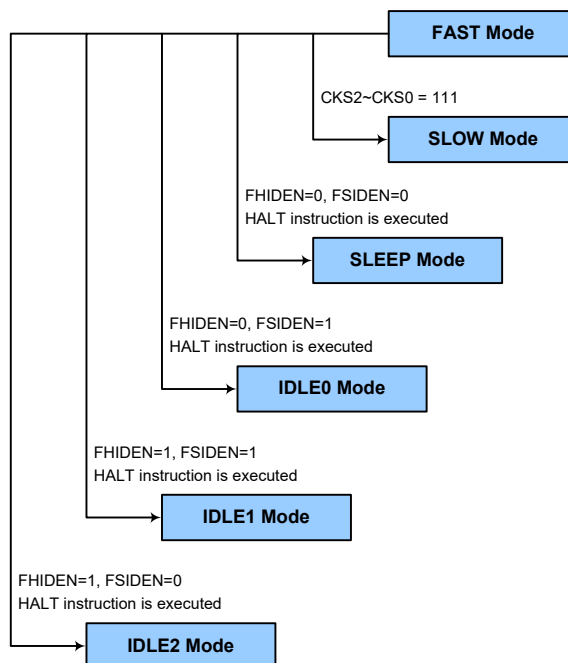 FAST Mode
CKS2~CKS0 = 111
SLOW Mode
FHIDEN=0, FSIDEN=0
HALT instruction is executed
SLEEP Mode
FHIDEN=0, FSIDEN=1
HALT instruction is executed
IDLE0 Mode
FHIDEN=1, FSIDEN=1
HALT instruction is executed
IDLE1 Mode
FHIDEN=1, FSIDEN=0
HALT instruction is executed
IDLE2 Mode